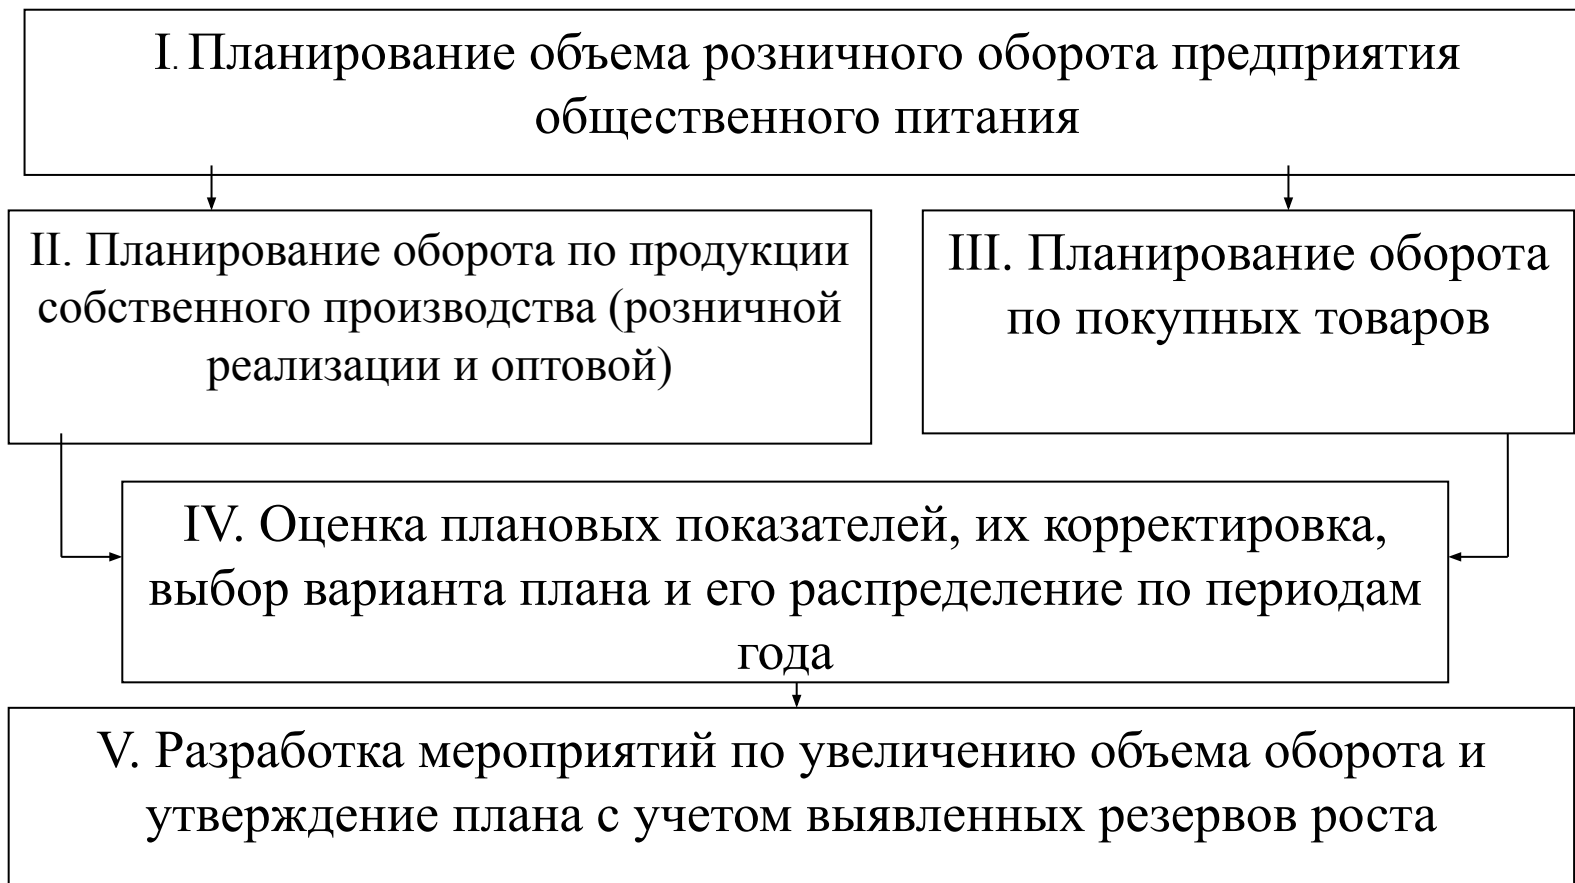 I. Планирование объема розничного оборота предприятия
общественного питания
II. Планирование оборота по продукции
собственного производства (розничной
реализации и оптовой)
III. Планирование оборота
по покупных товаров
IV. Оценка плановых показателей, их корректировка,
выбор варианта плана и его распределение по периодам
года
V. Разработка мероприятий по увеличению объема оборота и
утверждение плана с учетом выявленных резервов роста